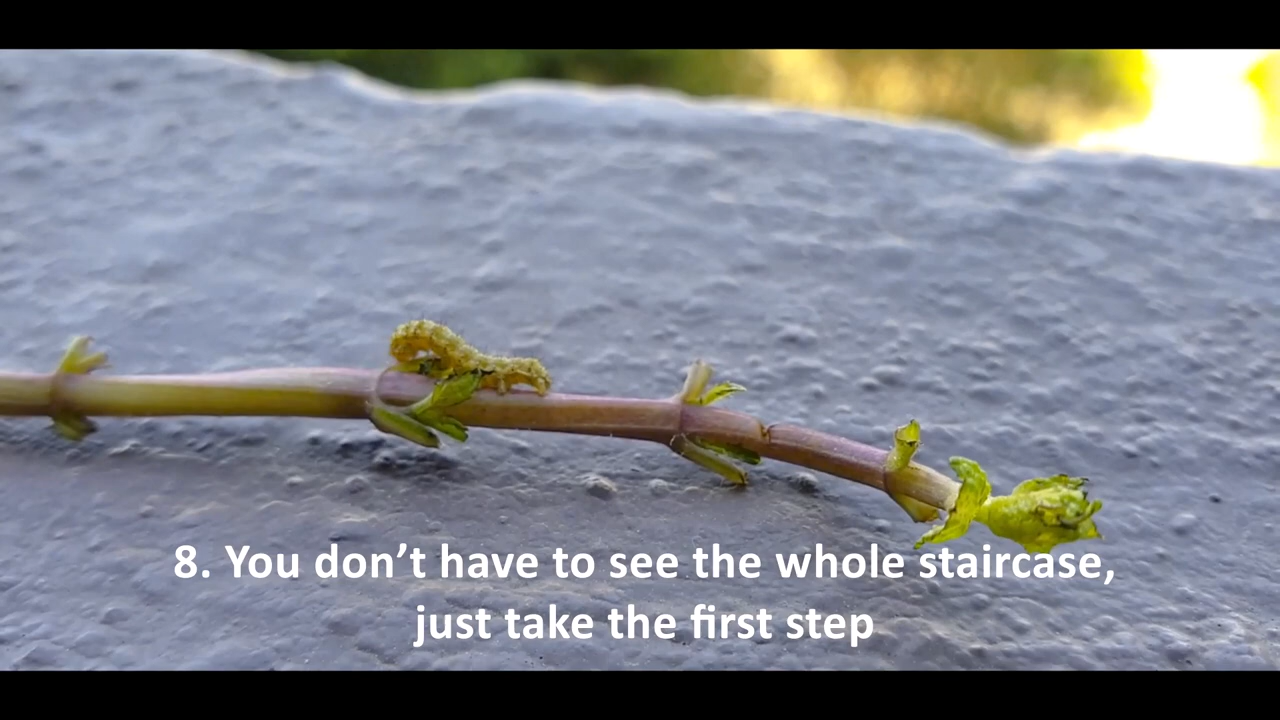 8. You don’t have to see the whole staircase,
just take the first step